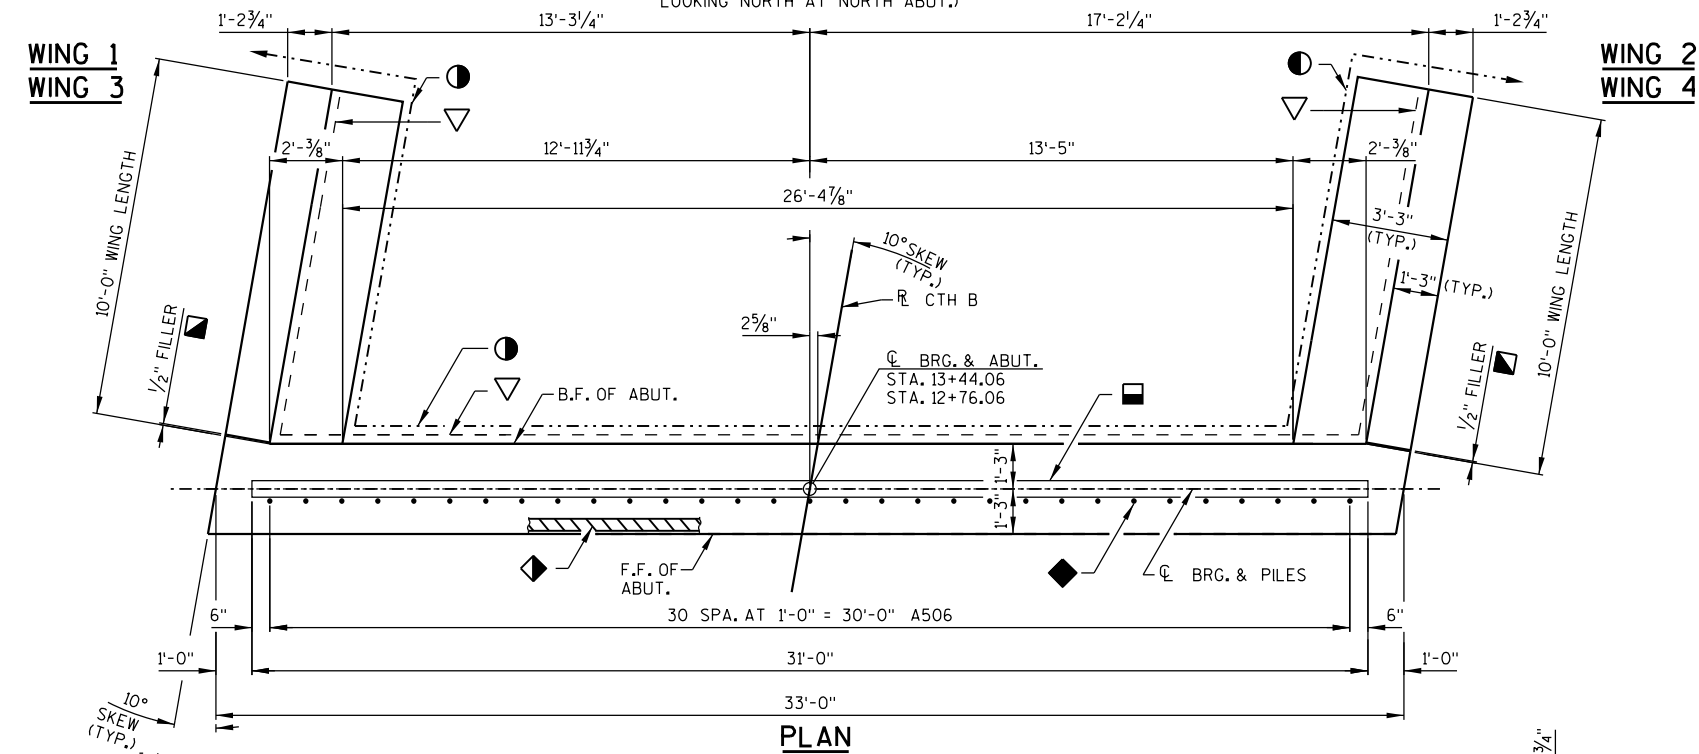 LOOKING NORTH AT NORTH ABUT.)
1'-2¾" 13'-3¼" 17'-2¼" 1'-2¾"
WING 1
WING 3
WING 2
WING 4
2'-⅜" 12'-11¾" 13'-5" 2'-⅜"
26'-4⅞"
10'-0" WING LENGTH
3'-3"
(TYP.)
10° SKEW
(TYP.)
1'-3" (TYP.)
10'-0" WING LENGTH
℞ CTH B
2⅝"
½" FILLER
℄ BRG. & ABUT.
STA. 13+44.06
STA. 12+76.06
½" FILLER
B.F. OF ABUT.
1'-3"
1'-3"
F.F. OF
ABUT.
℄ BRG. & PILES
6" 30 SPA. AT 1'-0" = 30'-0" A506 6"
1'-0" 31'-0" 1'-0"
10°
SKEW
(TYP.)
33'-0"
PLAN